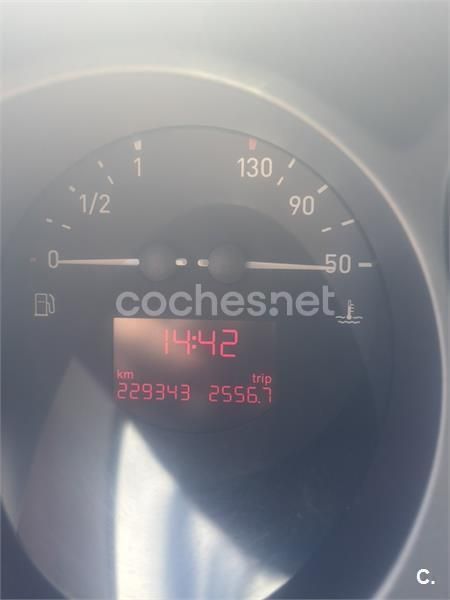 1 130
1/2 90
0 50
coches.net
14:42
km trip
229343 2556.7
C.